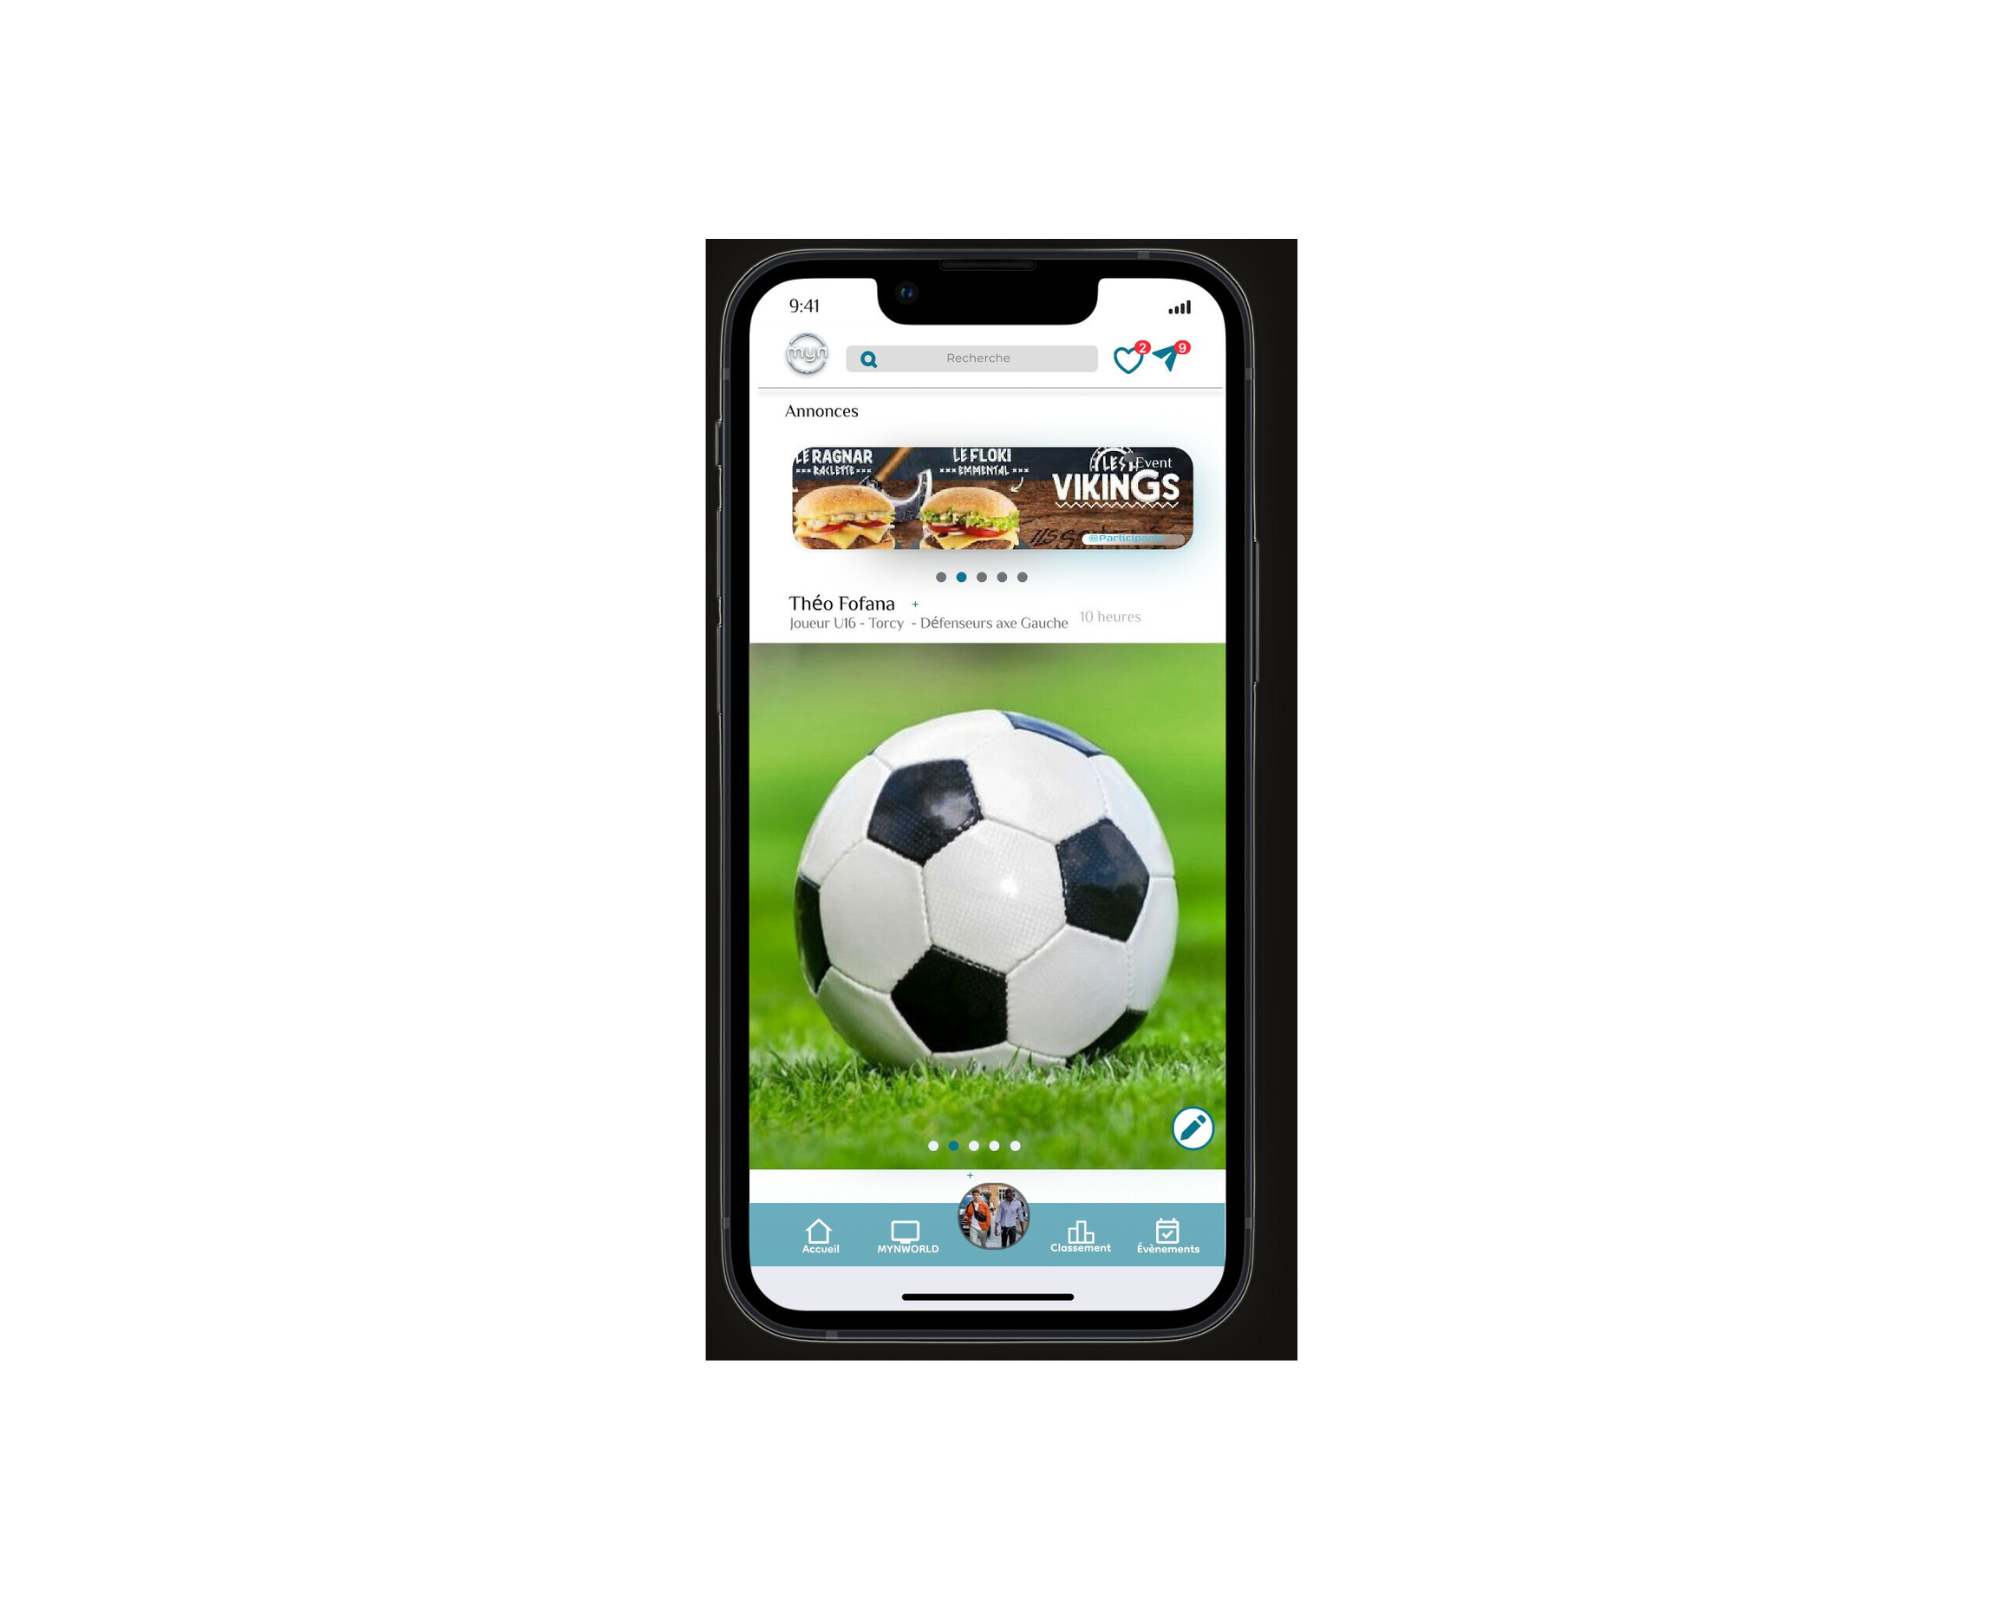 9:41
myn
Recherche
2
9
Annonces
LE RAGNAR
RACLETTE
LE FLOKI
EMMENTAL
LES
Event
VIKINGS
@Participant
Théo Fofana +
Joueur U16 - Torcy - Défenseurs axe Gauche
10 heures
+
Accueil
MYNWORLD
Classement
Évènements